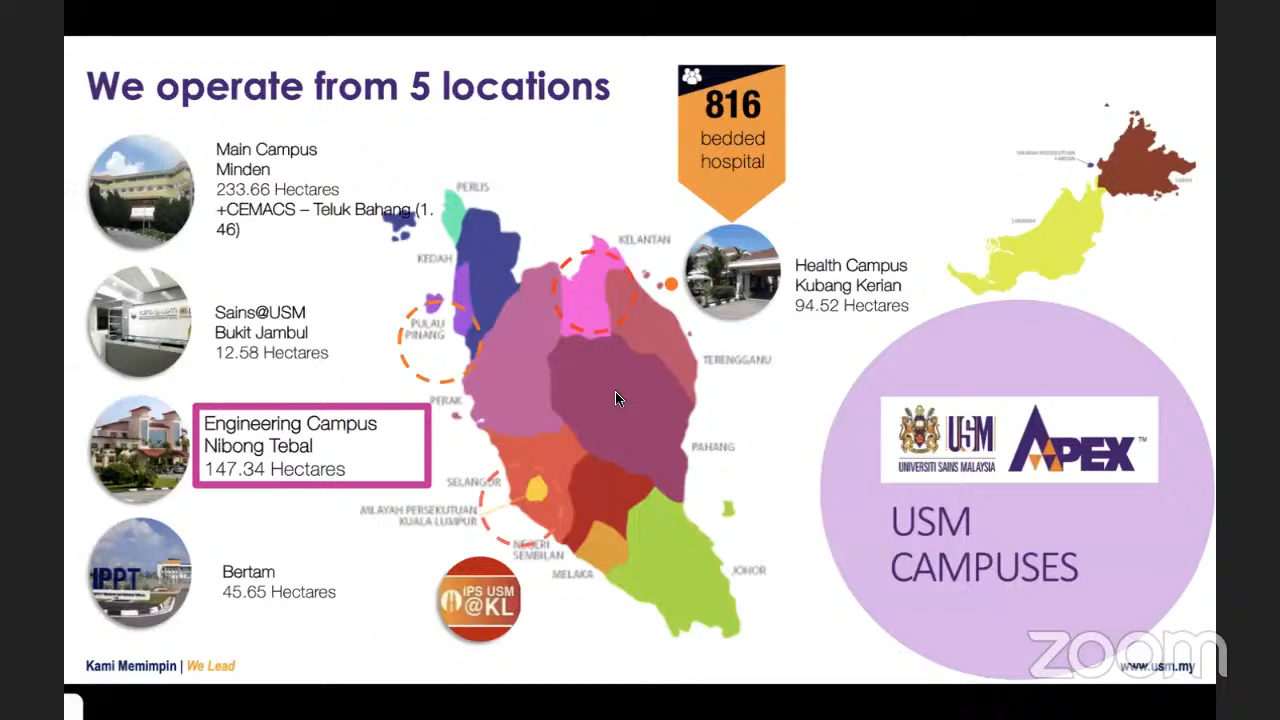 We operate from 5 locations
816
bedded
hospital
Main Campus
Minden
233.66 Hectares
+CEMACS – Teluk Bahang (1.
46)
Sains@USM
Bukit Jambul
12.58 Hectares
Engineering Campus
Nibong Tebal
147.34 Hectares
IPPT
Bertam
45.65 Hectares
PERLIS
KEDAH
PULAU
PINANG
PERAK
KELANTAN
TERENGGANU
PAHANG
SELANGOR
WILAYAH PERSEKUTUAN
KUALA LUMPUR
NEGERI
SEMBILAN
MELAKA
JOHOR
IPS USM
@KL
Health Campus
Kubang Kerian
94.52 Hectares
SARAWAK
SABAH
USM
UNIVERSITI SAINS MALAYSIA
APEX™
USM
CAMPUSES
Kami Memimpin | We Lead
www.usm.my
zoom